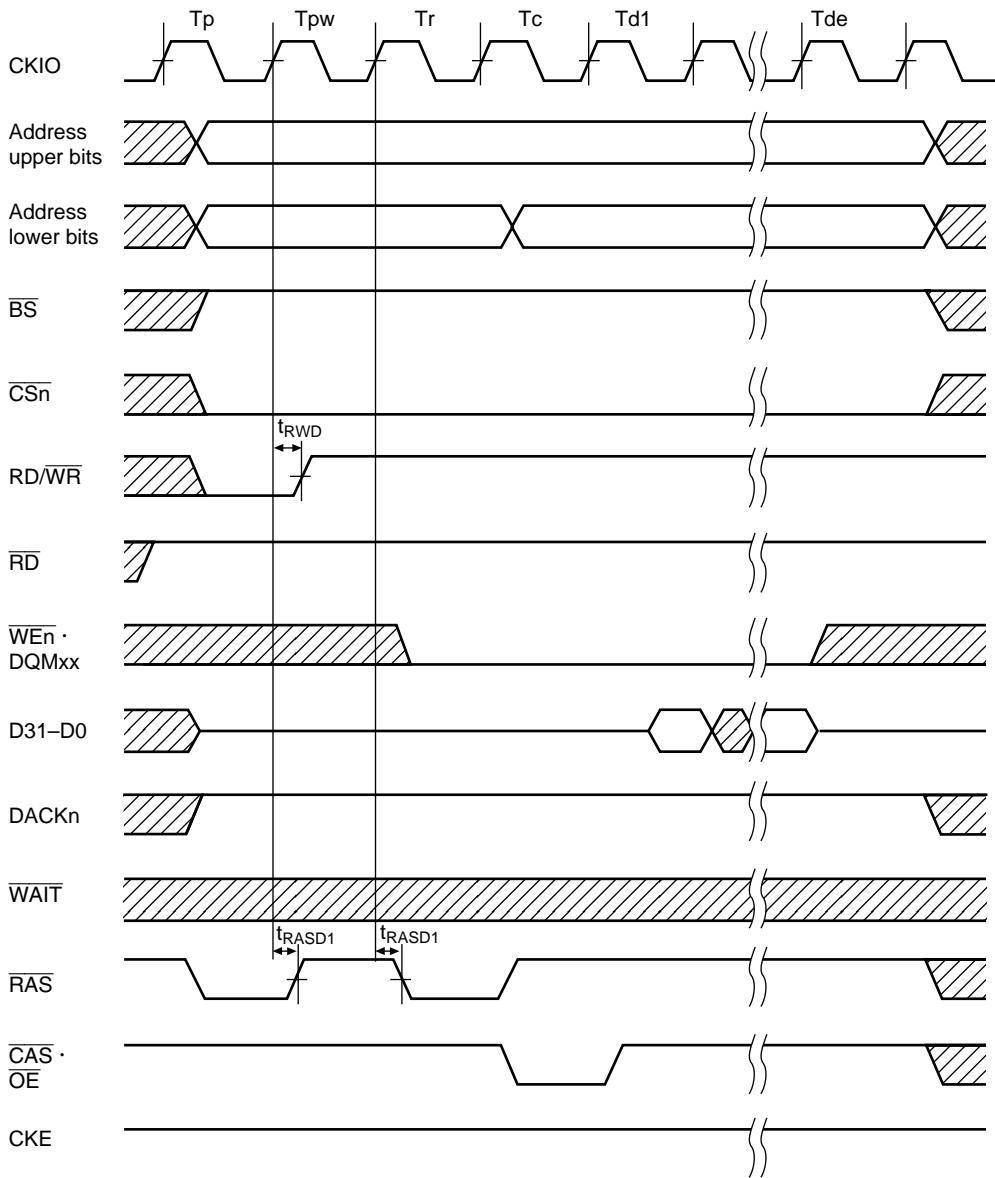 Tp Tpw Tr Tc Td1 Tde
CKIO
Address
upper bits
Address
lower bits
BS
CSn
tRWD
RD/WR
RD
WEn ·
DQMxx
D31–D0
DACKn
WAIT
tRASD1 tRASD1
RAS
CAS ·
OE
CKE